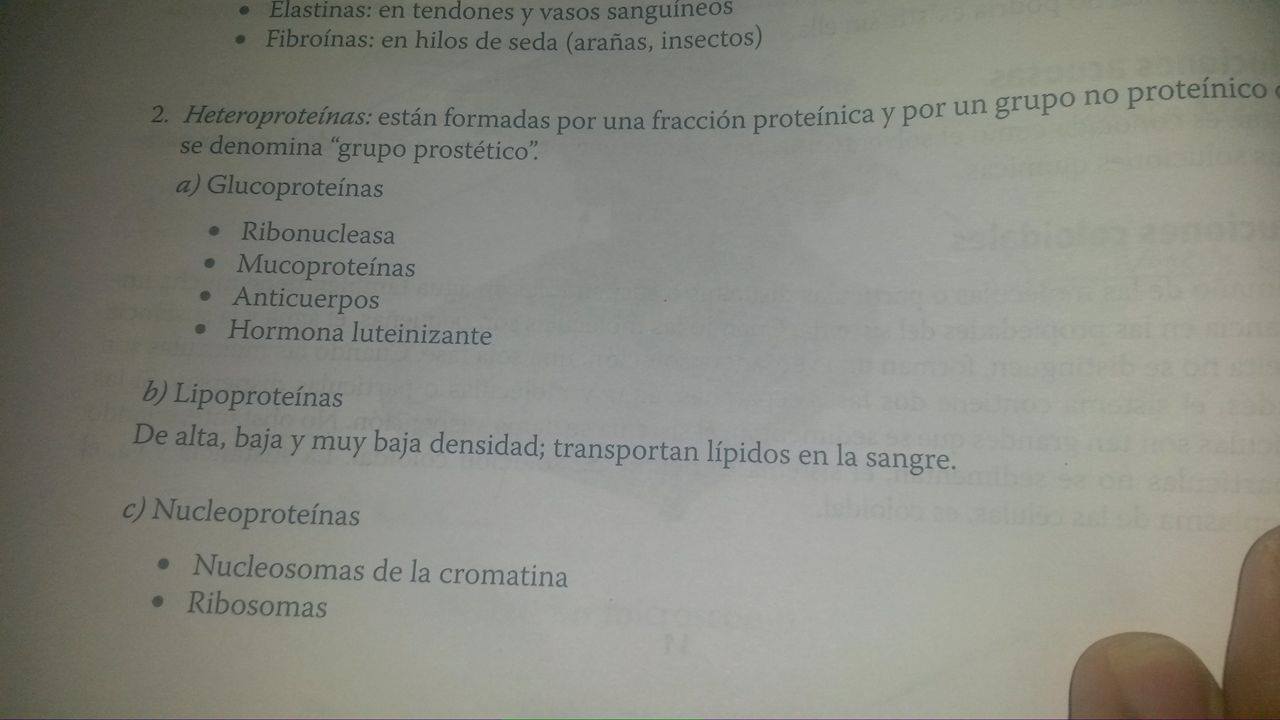 • Elastinas: en tendones y vasos sanguíneos
• Fibroínas: en hilos de seda (arañas, insectos)
2. Heteroproteínas: están formadas por una fracción proteínica y por un grupo no proteínico
se denomina “grupo prostético”.
a) Glucoproteínas
• Ribonucleasa
• Mucoproteínas
• Anticuerpos
• Hormona luteinizante
b) Lipoproteínas
De alta, baja y muy baja densidad; transportan lípidos en la sangre.
c) Nucleoproteínas
• Nucleosomas de la cromatina
• Ribosomas